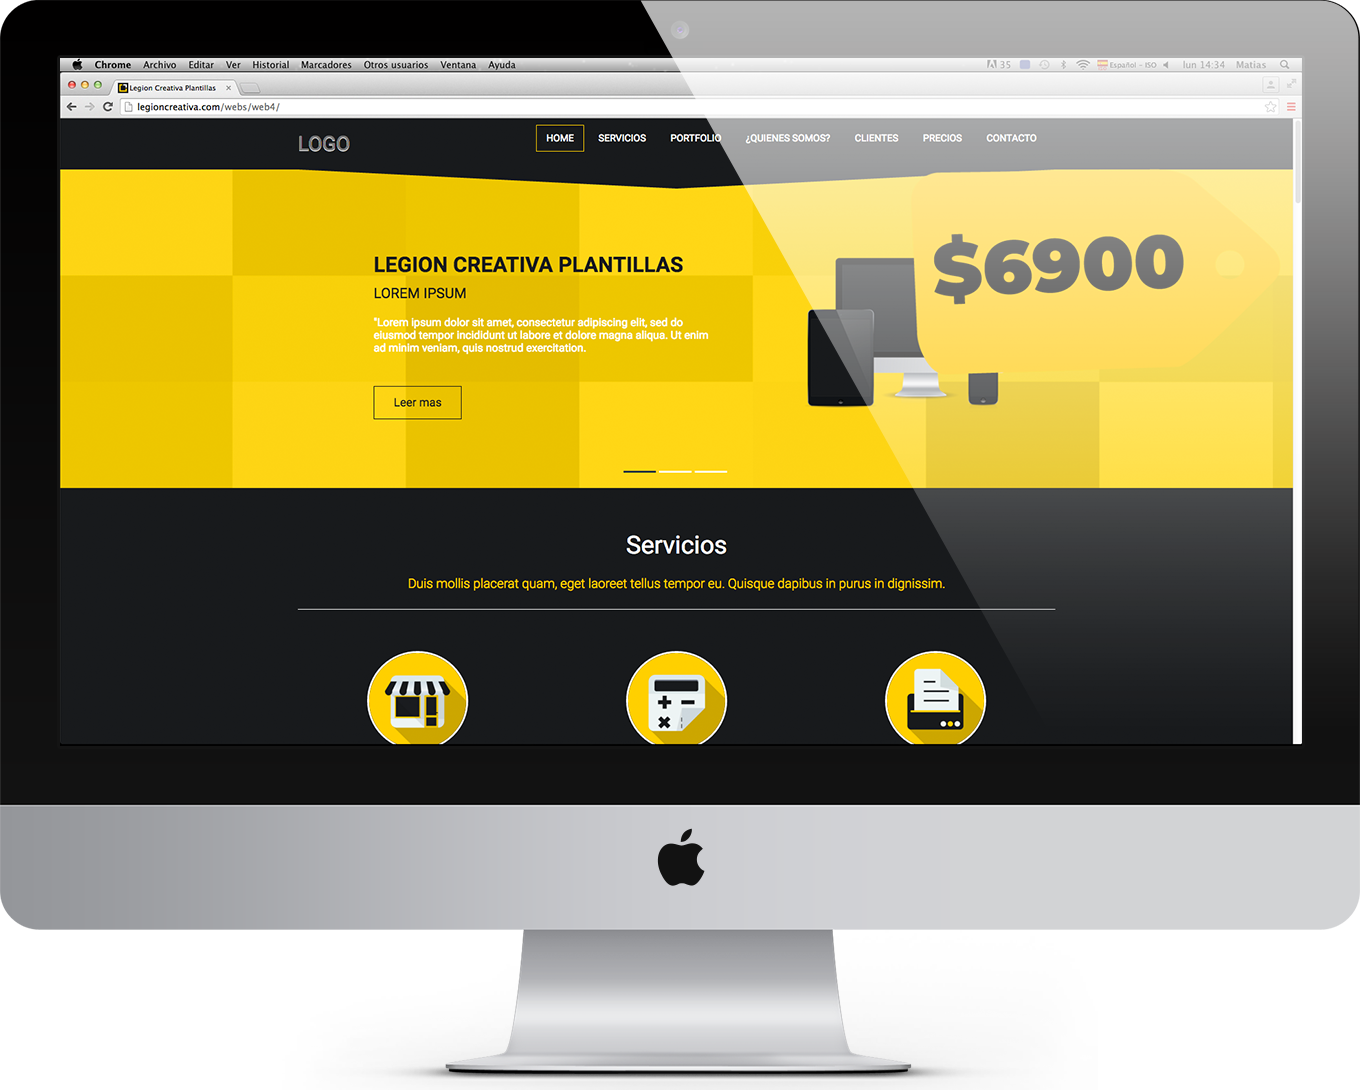 Chrome Archivo Editar Ver Historial Marcadores Otros usuarios Ventana Ayuda 35 Español - ISO lun 14:34 Matías
Legion Creativa Plantillas
legioncreativa.com/webs/web4/
LOGO HOME SERVICIOS PORTFOLIO ¿QUIENES SOMOS? CLIENTES PRECIOS CONTACTO
LEGION CREATIVA PLANTILLAS
LOREM IPSUM
"Lorem ipsum dolor sit amet, consectetur adipiscing elit, sed do
eiusmod tempor incididunt ut labore et dolore magna aliqua. Ut enim
ad minim veniam, quis nostrud exercitation.
Leer mas
$6900
Servicios
Duis mollis placerat quam, eget laoreet tellus tempor eu. Quisque dapibus in purus in dignissim.